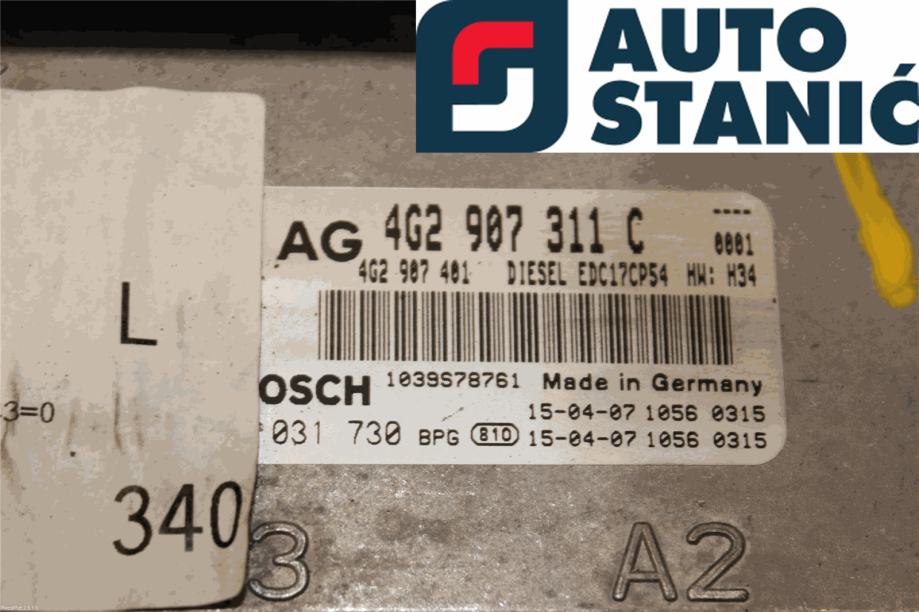 AUTO
STANIĆ
AG 4G2 907 311 C ----
0001
4G2 907 401 DIESEL EDC17CP54 HW: H34
L
OSCH 1039S78761 Made in Germany
3=0
15-04-07 1056 0315
031 730 BPG 810 15-04-07 1056 0315
340
3 A2